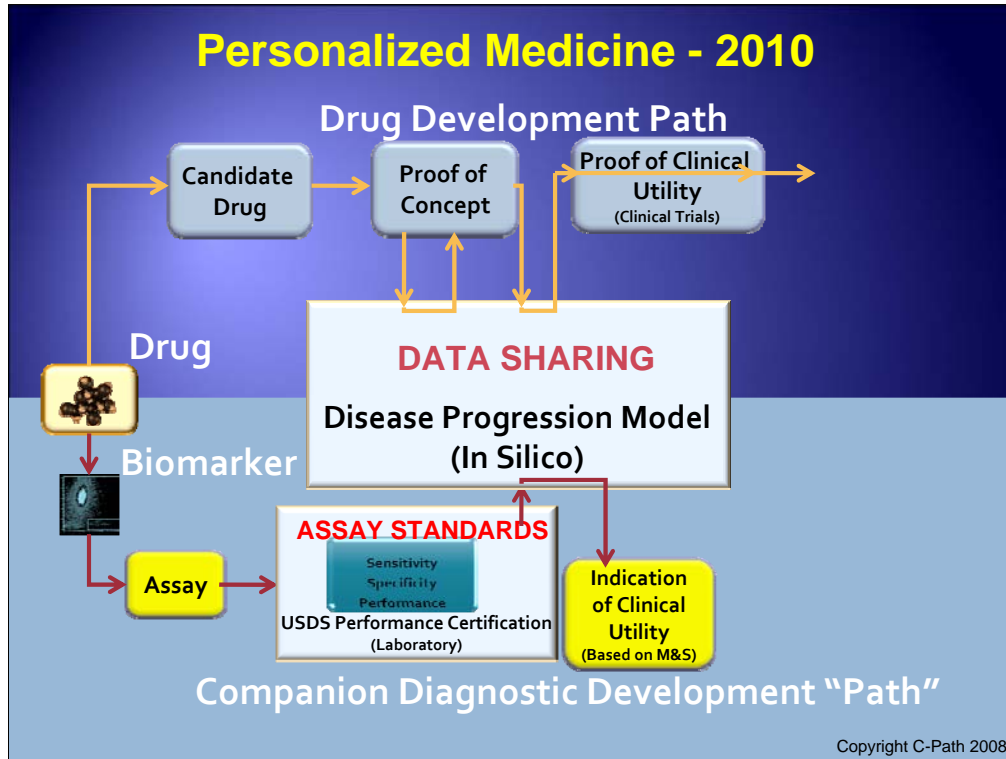 Personalized Medicine - 2010
Drug Development Path
Candidate
Drug
Proof of
Concept
Proof of Clinical
Utility
(Clinical Trials)
Drug
DATA SHARING
Disease Progression Model
(In Silico)
Biomarker
ASSAY STANDARDS
Sensitivity
Specificity
Performance
USDS Performance Certification
(Laboratory)
Assay
Indication
of Clinical
Utility
(Based on M&S)
Companion Diagnostic Development “Path”
Copyright C-Path 2008